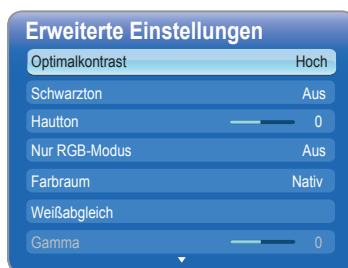 Erweiterte Einstellungen
Optimalkontrast Hoch
Schwarzton Aus
Hautton 0
Nur RGB-Modus Aus
Farbraum Nativ
Weißabgleich
Gamma 0